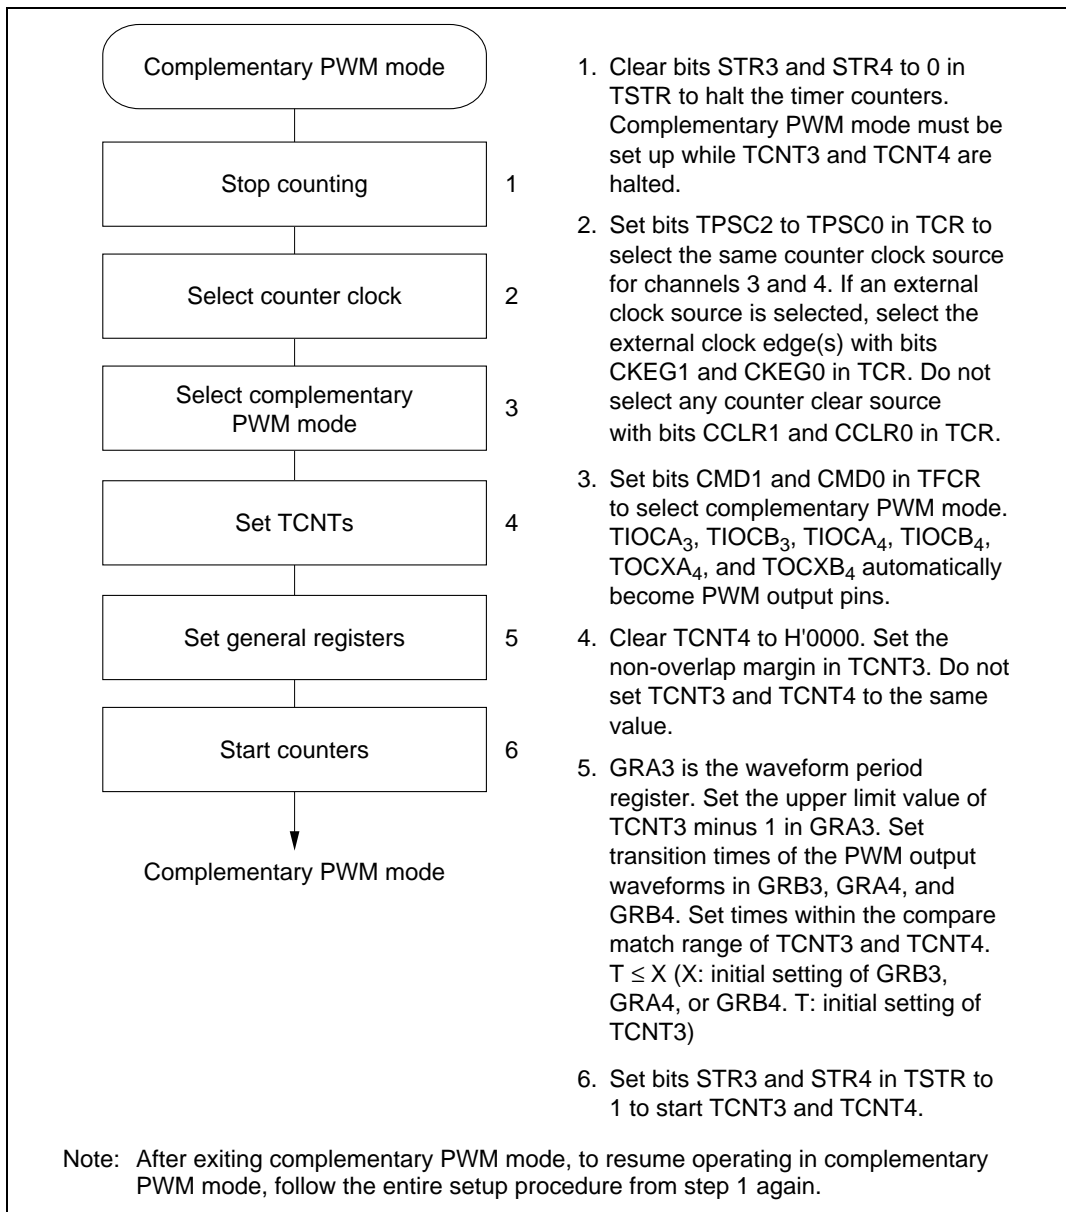 Complementary PWM mode
Stop counting
1
Select counter clock
2
Select complementary
PWM mode
3
Set TCNTs
4
Set general registers
5
Start counters
6
Complementary PWM mode
1. Clear bits STR3 and STR4 to 0 in
TSTR to halt the timer counters.
Complementary PWM mode must be
set up while TCNT3 and TCNT4 are
halted.
2. Set bits TPSC2 to TPSC0 in TCR to
select the same counter clock source
for channels 3 and 4. If an external
clock source is selected, select the
external clock edge(s) with bits
CKEG1 and CKEG0 in TCR. Do not
select any counter clear source
with bits CCLR1 and CCLR0 in TCR.
3. Set bits CMD1 and CMD0 in TFCR
to select complementary PWM mode.
TIOCA3, TIOCB3, TIOCA4, TIOCB4,
TOCXA4, and TOCXB4 automatically
become PWM output pins.
4. Clear TCNT4 to H'0000. Set the
non-overlap margin in TCNT3. Do not
set TCNT3 and TCNT4 to the same
value.
5. GRA3 is the waveform period
register. Set the upper limit value of
TCNT3 minus 1 in GRA3. Set
transition times of the PWM output
waveforms in GRB3, GRA4, and
GRB4. Set times within the compare
match range of TCNT3 and TCNT4.
T ≤ X (X: initial setting of GRB3,
GRA4, or GRB4. T: initial setting of
TCNT3)
6. Set bits STR3 and STR4 in TSTR to
1 to start TCNT3 and TCNT4.
Note: After exiting complementary PWM mode, to resume operating in complementary
PWM mode, follow the entire setup procedure from step 1 again.